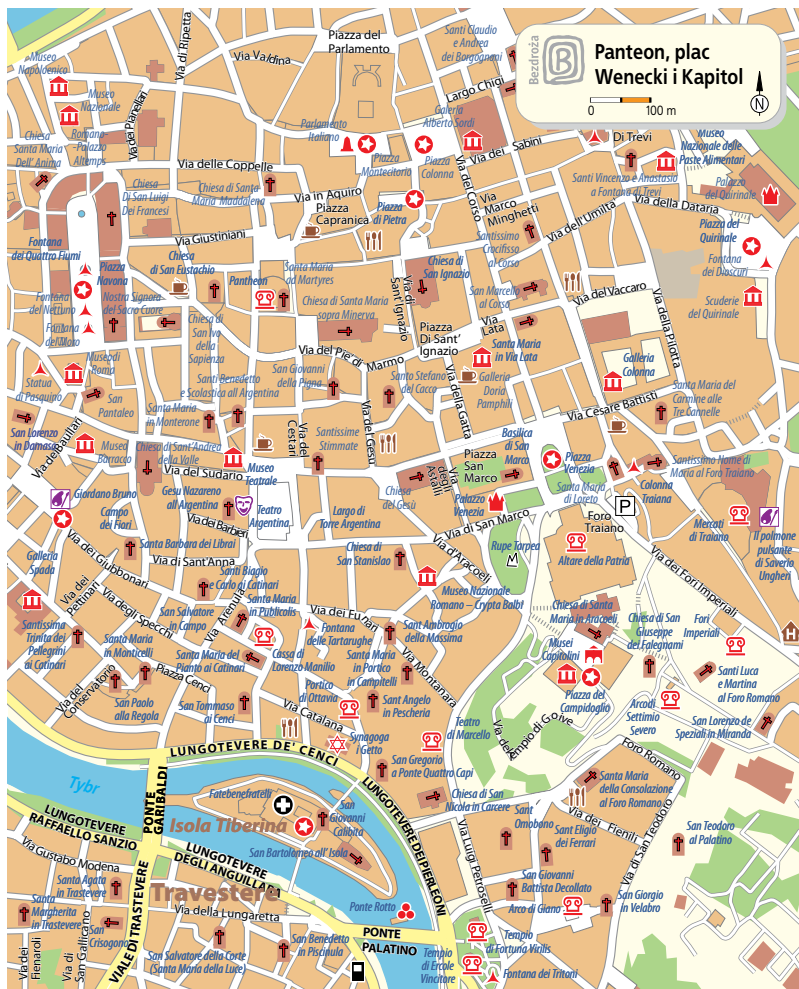 Bezdroża
Panteon, plac
Wenecki i Kapitol
0
100 m
N
Via di Ripetta
Via Valdina
Piazza del
Parlamento
Santi Claudio
e Andrea
dei Borgognani
Largo Chigi
Museo
Napoleonico
Museo
Nazionale
Romano
-Palazzo
Altemps
Via dei Pianellari
Chiesa
Santa Maria
Dell' Anima
Parlamento
Italiano
Piazza
Montecitorio
Galeria
Alberto Sordi
Piazza
Colonna
Via dei Sabini
Di Trevi
Museo
Nazionale delle
Paste Alimentari
Santi Vincenzo e Anastasio
a Fontana di Trevi
Palazzo
del Quirinale
Via delle Coppelle
Via del Corso
Chiesa
Di San Luigi
Dei Francesi
Chiesa di Santa
Maria Maddalena
Via in Aquiro
Piazza
Capranica
Piazza
di Pietra
Via
Marco
Minghetti
Via dell'Umiltà
Via della Dataria
Piazza del
Quirinale
Fontana
dei Dioscuri
Via Giustiniani
Santissimo
Crocifisso
al Corso
Fontana
dei Quattro Fiumi
Piazza
Navona
Chiesa
di San Eustachio
Pantheon
Santa Maria
ad Martyres
Chiesa di
San Ignazio
Via di
Sant'Ignazio
San Marcello
al Corso
Via del Vaccaro
Scuderie
del Quirinale
Fontana
del Nettuno
Nostra Signora
del Sacro Cuore
Chiesa di
San Ivo
della
Sapienza
Chiesa di Santa Maria
sopra Minerva
Via
Lata
Via della Pilotta
Fontana
del Moro
Piazza
Di Sant'
Ignazio
Santa Maria
in Via Lata
Via del Pie' di Marmo
Galleria
Colonna
Museo di
Roma
Statua
di Pasquino
San
Pantaleo
Santi Benedetto
e Scolastica all'Argentina
San Giovanni
della Pigna
Santo Stefano
del Cacco
Galleria
Doria
Pamphili
Santa Maria del
Carmine alle
Tre Cannelle
Via Cesare Battisti
Santa Maria
in Monterone
Via dei
Cestari
Via del Gesù
Via della Gatta
San Lorenzo
in Damaso
Via dei Baullari
Museo
Barracco
Chiesa di Sant'Andrea
della Valle
Santissime
Stimmate
Piazza
San
Marco
Basilica
di San
Marco
Piazza
Venezia
Via del Sudario
Museo
Teatrale
Via
degli
Astalli
Chiesa
del Gesù
Palazzo
Venezia
Santa Maria
di Loreto
Colonna
Traiana
Santissimo Nome di
Maria al Foro Traiano
Giordano Bruno
Campo
dei Fiori
Gesu Nazareno
all Argentina
Via dei Barbieri
Teatro
Argentina
Largo di
Torre Argentina
Via di San Marco
Foro
Traiano
P
Mercati
di Traiano
Il polmone
pulsante
di Saverio
Ungheri
Galleria
Spada
Via dei Giubbonari
Santa Barbara dei Librai
Via di Sant'Anna
Chiesa di
San Stanislao
Via d'Aracoeli
Rupe Tarpea
Altare della Patria
Via dei Fori Imperiali
Via dei
Pettinari
Via degli Specchi
Santi Biagio
e Carlo ai Catinari
San Salvatore
in Campo
Via Arenula
Santa Maria
in Publicolis
Museo Nazionale
Romano – Crypta Balbi
Via dei Funari
Fontana
delle Tartarughe
Sant Ambrogio
della Massima
Chiesa di Santa
Maria in Aracoeli
Chiesa di
San
Giuseppe
dei Falegnami
Fori
Imperiali
H
Santissima
Trinita dei
Pellegrini
ai Catinari
Santa Maria
in Monticelli
Santa Maria del
Pianto ai Catinari
Cassa di
Lorenzo Manilio
Santa Maria
in Portico
in Campitelli
Via Montanara
Musei
Capitolini
Piazza del
Campidoglio
Santi Luca
e Martina
al Foro Romano
Via del
Conservatorio
Piazza Cenci
San Paolo
alla Regola
San Tommaso
ai Cenci
Portico
di Ottavia
Sant Angelo
in Pescheria
Via Catalana
Teatro
di Marcello
Via del Tempio di Giove
Arco di
Settimio
Severo
San Lorenzo de
Speziali in Miranda
Synagoga
i Getto
LUNGOTEVERE DE' CENCI
San Gregorio
a Ponte Quattro Capi
Foro Romano
Tybr
PONTE
GARIBALDI
Fatebenefratelli
San
Giovanni
Calibita
Isola Tiberina
LUNGOTEVERE DEI PIERLEONI
Chiesa di San
Nicola in Carcere
Santa Maria
della Consolazione
al Foro Romano
LUNGOTEVERE
RAFFAELLO SANZIO
LUNGOTEVERE
DEGLI ANGUILLARA
San Bartolomeo all' Isola
Via Luigi Petroselli
Sant
Omobono
Sant Eligio
dei Ferrari
Via dei Fienili
Via di San Teodoro
San Teodoro
al Palatino
Via Gustabo Modena
Santa Agata
in Trastevere
Travestere
San Giovanni
Battista Decollato
Santa
Margherita
in Trastevere
San
Crisogono
VIALE DI TRASTEVERE
Via della Lungaretta
Ponte Rotto
Arco di Giano
San Giorgio
in Velabro
Via dei
Fienaroli
Via di
San Gallicano
San Salvatore della Corte
(Santa Maria della Luce)
San Benedetto
in Piscinula
PONTE
PALATINO
Tempio
di Fortuna Virilis
Tempio
di Ercole
Vincitore
Fontana dei Tritoni